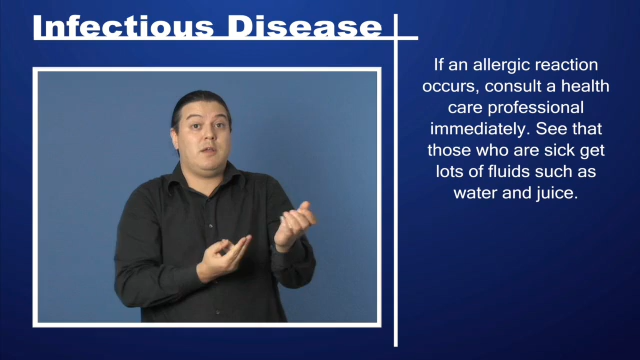 Infectious Disease
If an allergic reaction
occurs, consult a health
care professional
immediately. See that
those who are sick get
lots of fluids such as
water and juice.